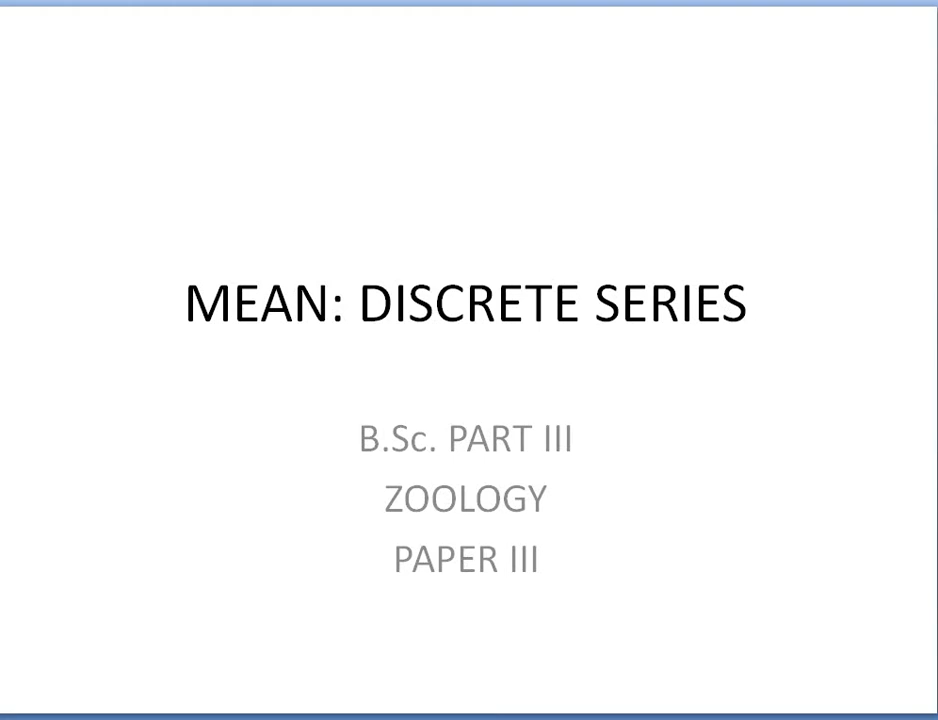 MEAN: DISCRETE SERIES
B.Sc. PART III
ZOOLOGY
PAPER III